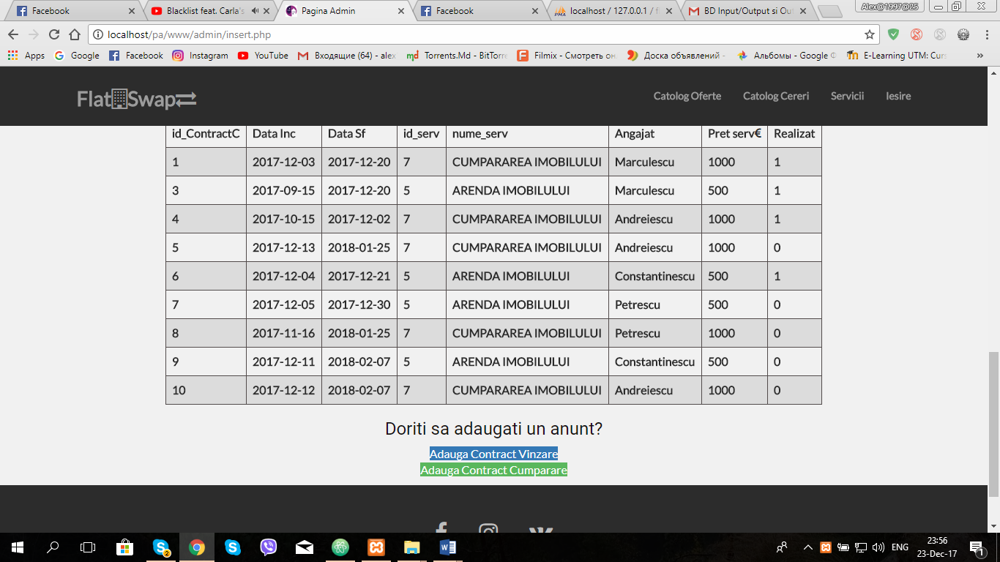 Facebook Blacklist feat. Carla's Pagina Admin Facebook localhost / 127.0.0.1 / f BD Input/Output si Ou Alex@1997@25
localhost/pa/www/admin/insert.php
Apps Google Facebook Instagram YouTube Входящие (64) - alex Torrents.Md - BitTorre Filmix - Смотреть он Доска объявлений - Альбомы - Google Ф E-Learning UTM: Curs »
FlatSwap Catolog Oferte Catolog Cereri Servicii Iesire
id_ContractC Data Inc Data Sf id_serv nume_serv Angajat Pret serv€ Realizat
1 2017-12-03 2017-12-20 7 CUMPARAREA IMOBILULUI Marculescu 1000 1
3 2017-09-15 2017-12-20 5 ARENDA IMOBILULUI Marculescu 500 1
4 2017-10-15 2017-12-02 7 CUMPARAREA IMOBILULUI Andreiescu 1000 1
5 2017-12-13 2018-01-25 7 CUMPARAREA IMOBILULUI Andreiescu 1000 0
6 2017-12-04 2017-12-21 5 ARENDA IMOBILULUI Constantinescu 500 1
7 2017-12-05 2017-12-30 5 ARENDA IMOBILULUI Petrescu 500 0
8 2017-11-16 2018-01-25 7 CUMPARAREA IMOBILULUI Petrescu 1000 0
9 2017-12-11 2018-02-07 5 ARENDA IMOBILULUI Constantinescu 500 0
10 2017-12-12 2018-02-07 7 CUMPARAREA IMOBILULUI Andreiescu 1000 0
Doriti sa adaugati un anunt?
Adauga Contract Vinzare
Adauga Contract Cumparare
ENG 23:56
23-Dec-17